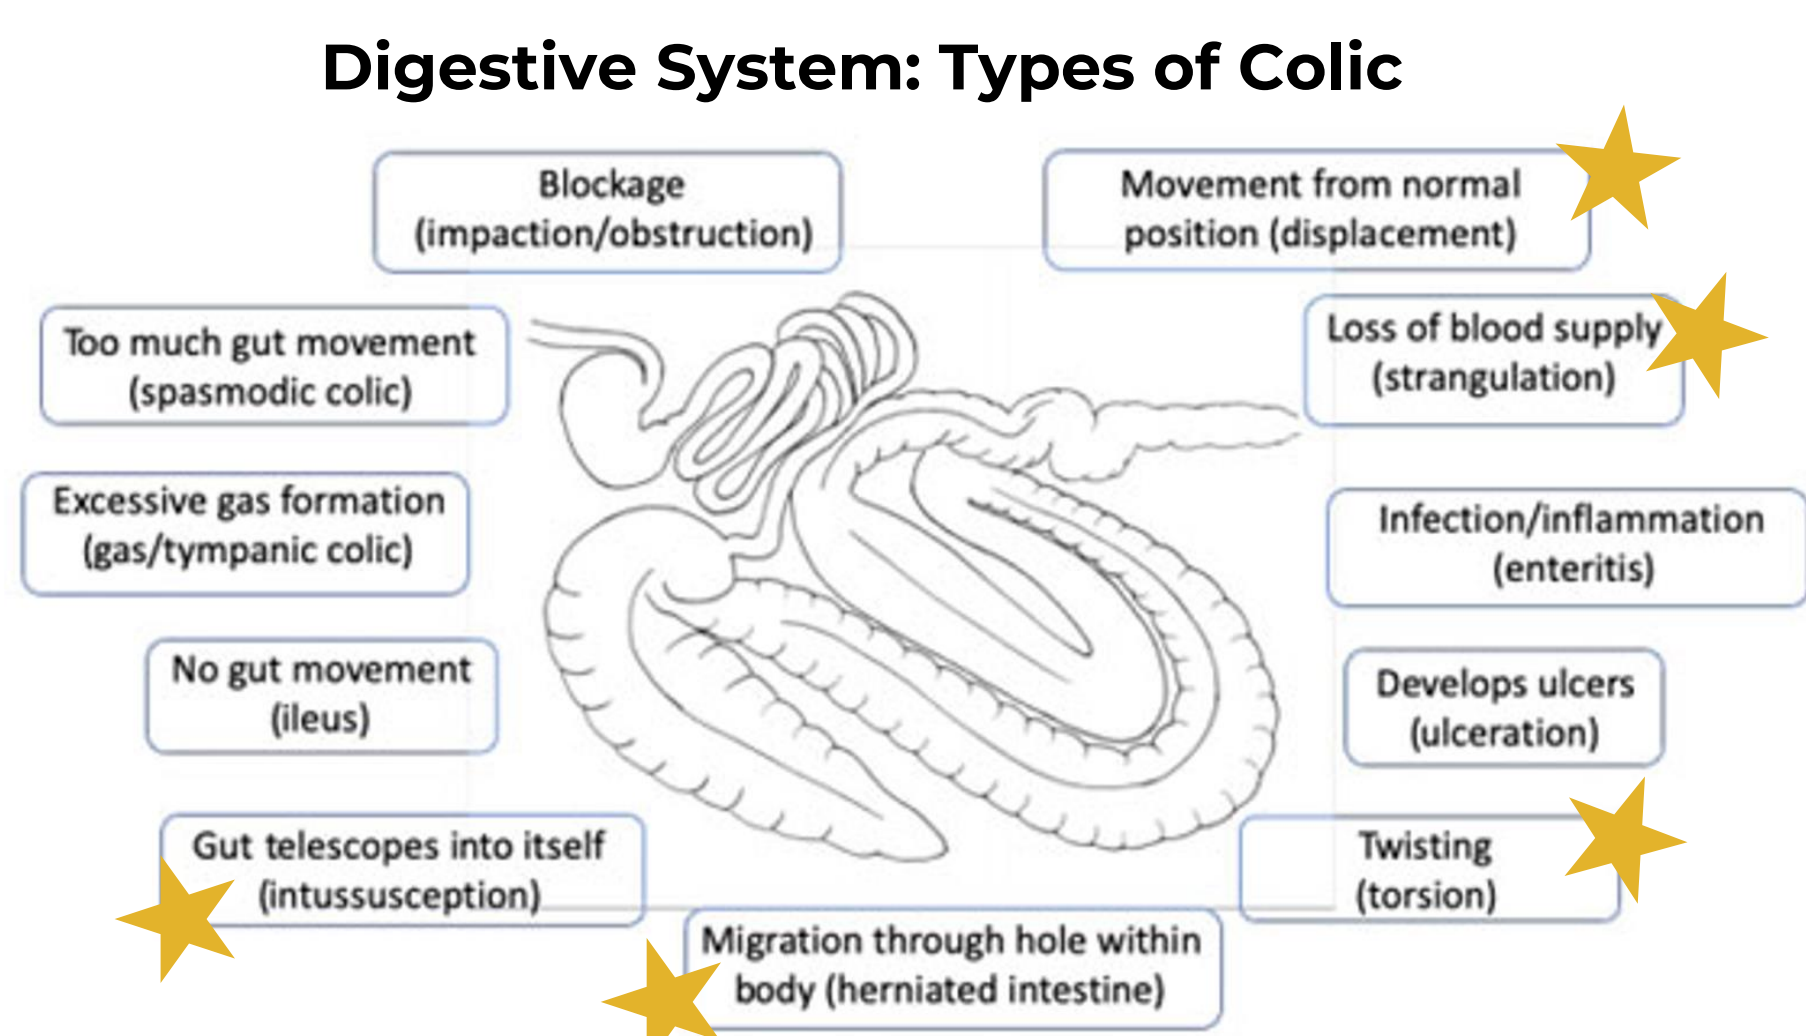 Digestive System: Types of Colic
Blockage
(impaction/obstruction)
Movement from normal
position (displacement)
Too much gut movement
(spasmodic colic)
Loss of blood supply
(strangulation)
Excessive gas formation
(gas/tympanic colic)
Infection/inflammation
(enteritis)
No gut movement
(ileus)
Develops ulcers
(ulceration)
Gut telescopes into itself
(intussusception)
Twisting
(torsion)
Migration through hole within
body (herniated intestine)